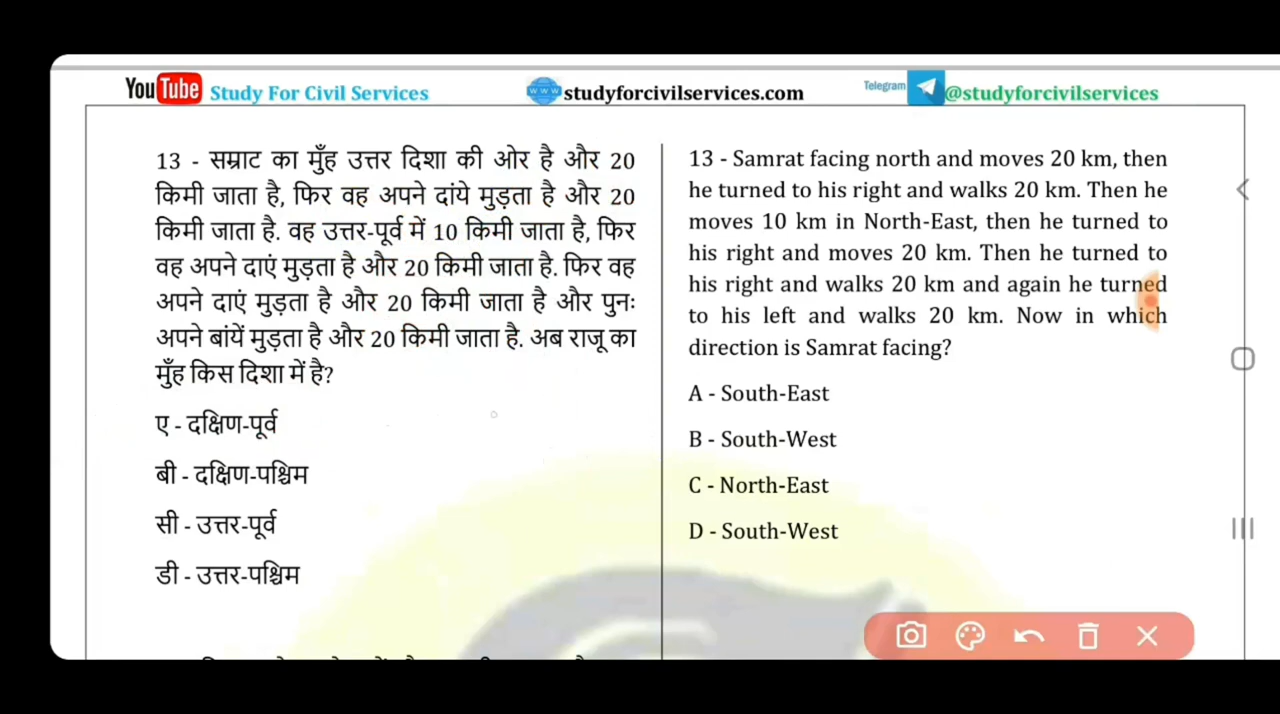 YouTube Study For Civil Services
www studyforcivilservices.com
Telegram @studyforcivilservices
13 - सम्राट का मुँह उत्तर दिशा की ओर है और 20
किमी जाता है, फिर वह अपने दांये मुड़ता है और 20
किमी जाता है. वह उत्तर-पूर्व में 10 किमी जाता है, फिर
वह अपने दाएं मुड़ता है और 20 किमी जाता है. फिर वह
अपने दाएं मुड़ता है और 20 किमी जाता है और पुनः
अपने बांयें मुड़ता है और 20 किमी जाता है. अब राजू का
मुँह किस दिशा में है?
ए - दक्षिण-पूर्व
बी - दक्षिण-पश्चिम
सी - उत्तर-पूर्व
डी - उत्तर-पश्चिम
13 - Samrat facing north and moves 20 km, then
he turned to his right and walks 20 km. Then he
moves 10 km in North-East, then he turned to
his right and moves 20 km. Then he turned to
his right and walks 20 km and again he turned
to his left and walks 20 km. Now in which
direction is Samrat facing?
A - South-East
B - South-West
C - North-East
D - South-West